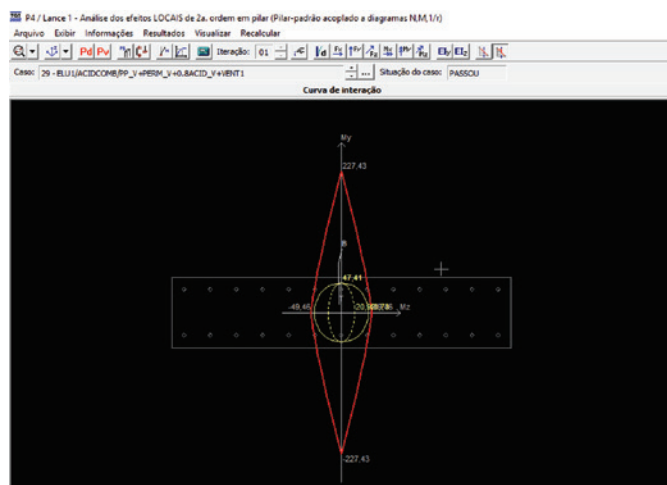 P4 / Lance 1 - Análise dos efeitos LOCAIS de 2a. ordem em pilar (Pilar-padrão acoplado a diagramas N,M,1/r)
Arquivo Exibir Informações Resultados Visualizar Recalcular
Pd Pv Iteração: 01
Caso: 29 - ELU1/ACIDCOMB/PP_V+PERM_V+0.8ACID_V+VENT1 ... Situação do caso: PASSOU
Curva de interação
My
227,43
B
47,41
-49,46 Mz
-227,43